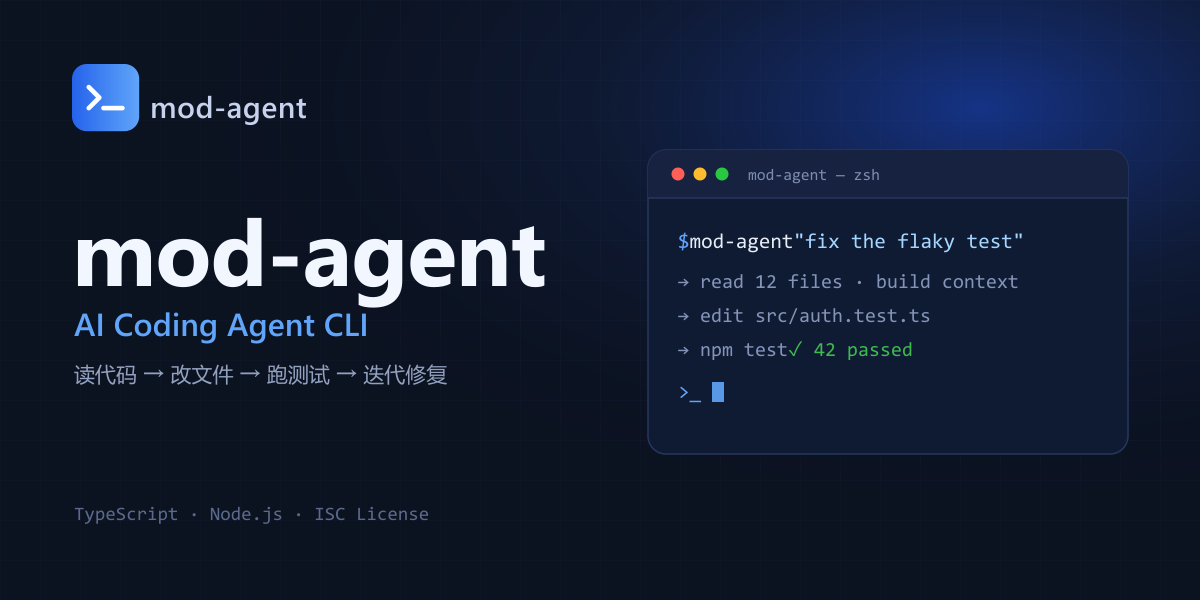 mod-agent
mod-agent
AI Coding Agent CLI
读代码 → 改文件 → 跑测试 → 迭代修复
TypeScript · Node.js · ISC License
mod-agent — zsh
$mod-agent"fix the flaky test"
→ read 12 files · build context
→ edit src/auth.test.ts
→ npm test✓ 42 passed
>_